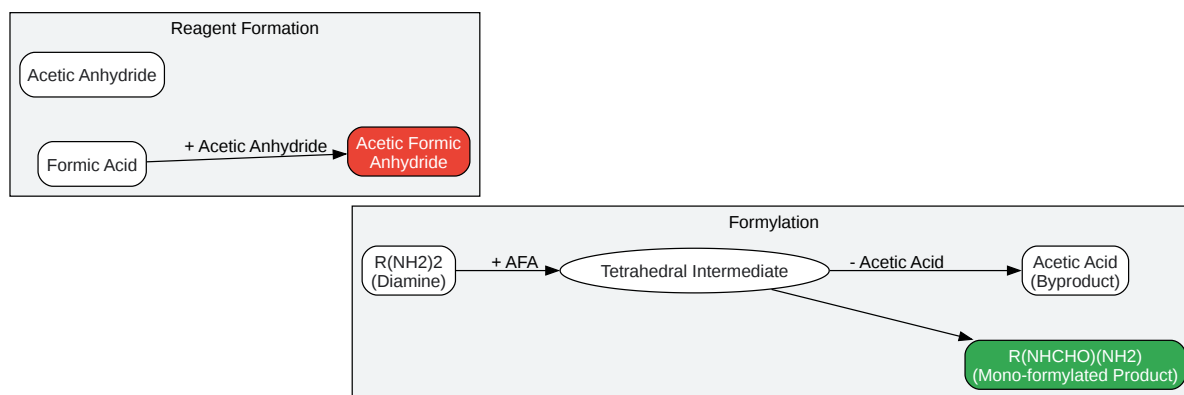 Reagent Formation
Acetic Anhydride
Formic Acid
+ Acetic Anhydride
Acetic Formic
Anhydride
Formylation
R(NH2)2
(Diamine)
+ AFA
Tetrahedral Intermediate
- Acetic Acid
Acetic Acid
(Byproduct)
R(NHCHO)(NH2)
(Mono-formylated Product)